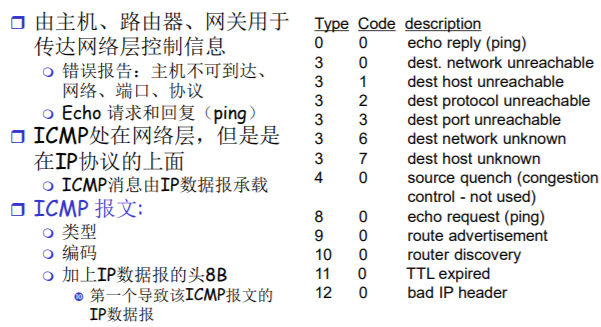 由主机、路由器、网关用于
传达网络层控制信息
错误报告：主机不可到达、
网络、端口、协议
Echo 请求和回复（ping）
ICMP处在网络层，但是是
在IP协议的上面
ICMP消息由IP数据报承载
ICMP 报文:
类型
编码
加上IP数据报的头8B
第一个导致该ICMP报文的
IP数据报
Type Code description
0 0 echo reply (ping)
3 0 dest. network unreachable
3 1 dest host unreachable
3 2 dest protocol unreachable
3 3 dest port unreachable
3 6 dest network unknown
3 7 dest host unknown
4 0 source quench (congestion
control - not used)
8 0 echo request (ping)
9 0 route advertisement
10 0 router discovery
11 0 TTL expired
12 0 bad IP header